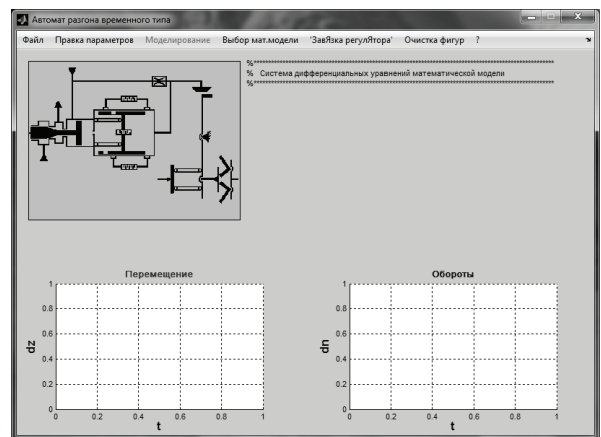 Автомат разгона временного типа
Файл Правка параметров Моделирование Выбор мат.модели 'ЗавЯзка регулЯтора' Очистка фигур ?
%************************************************************
% Система дифференциальных уравнений математической модели
%************************************************************
Перемещение
1
0.8
0.6
0.4
0.2
0
dz
0 0.2 0.4 0.6 0.8 1
t
Обороты
1
0.8
0.6
0.4
0.2
0
dn
0 0.2 0.4 0.6 0.8 1
t